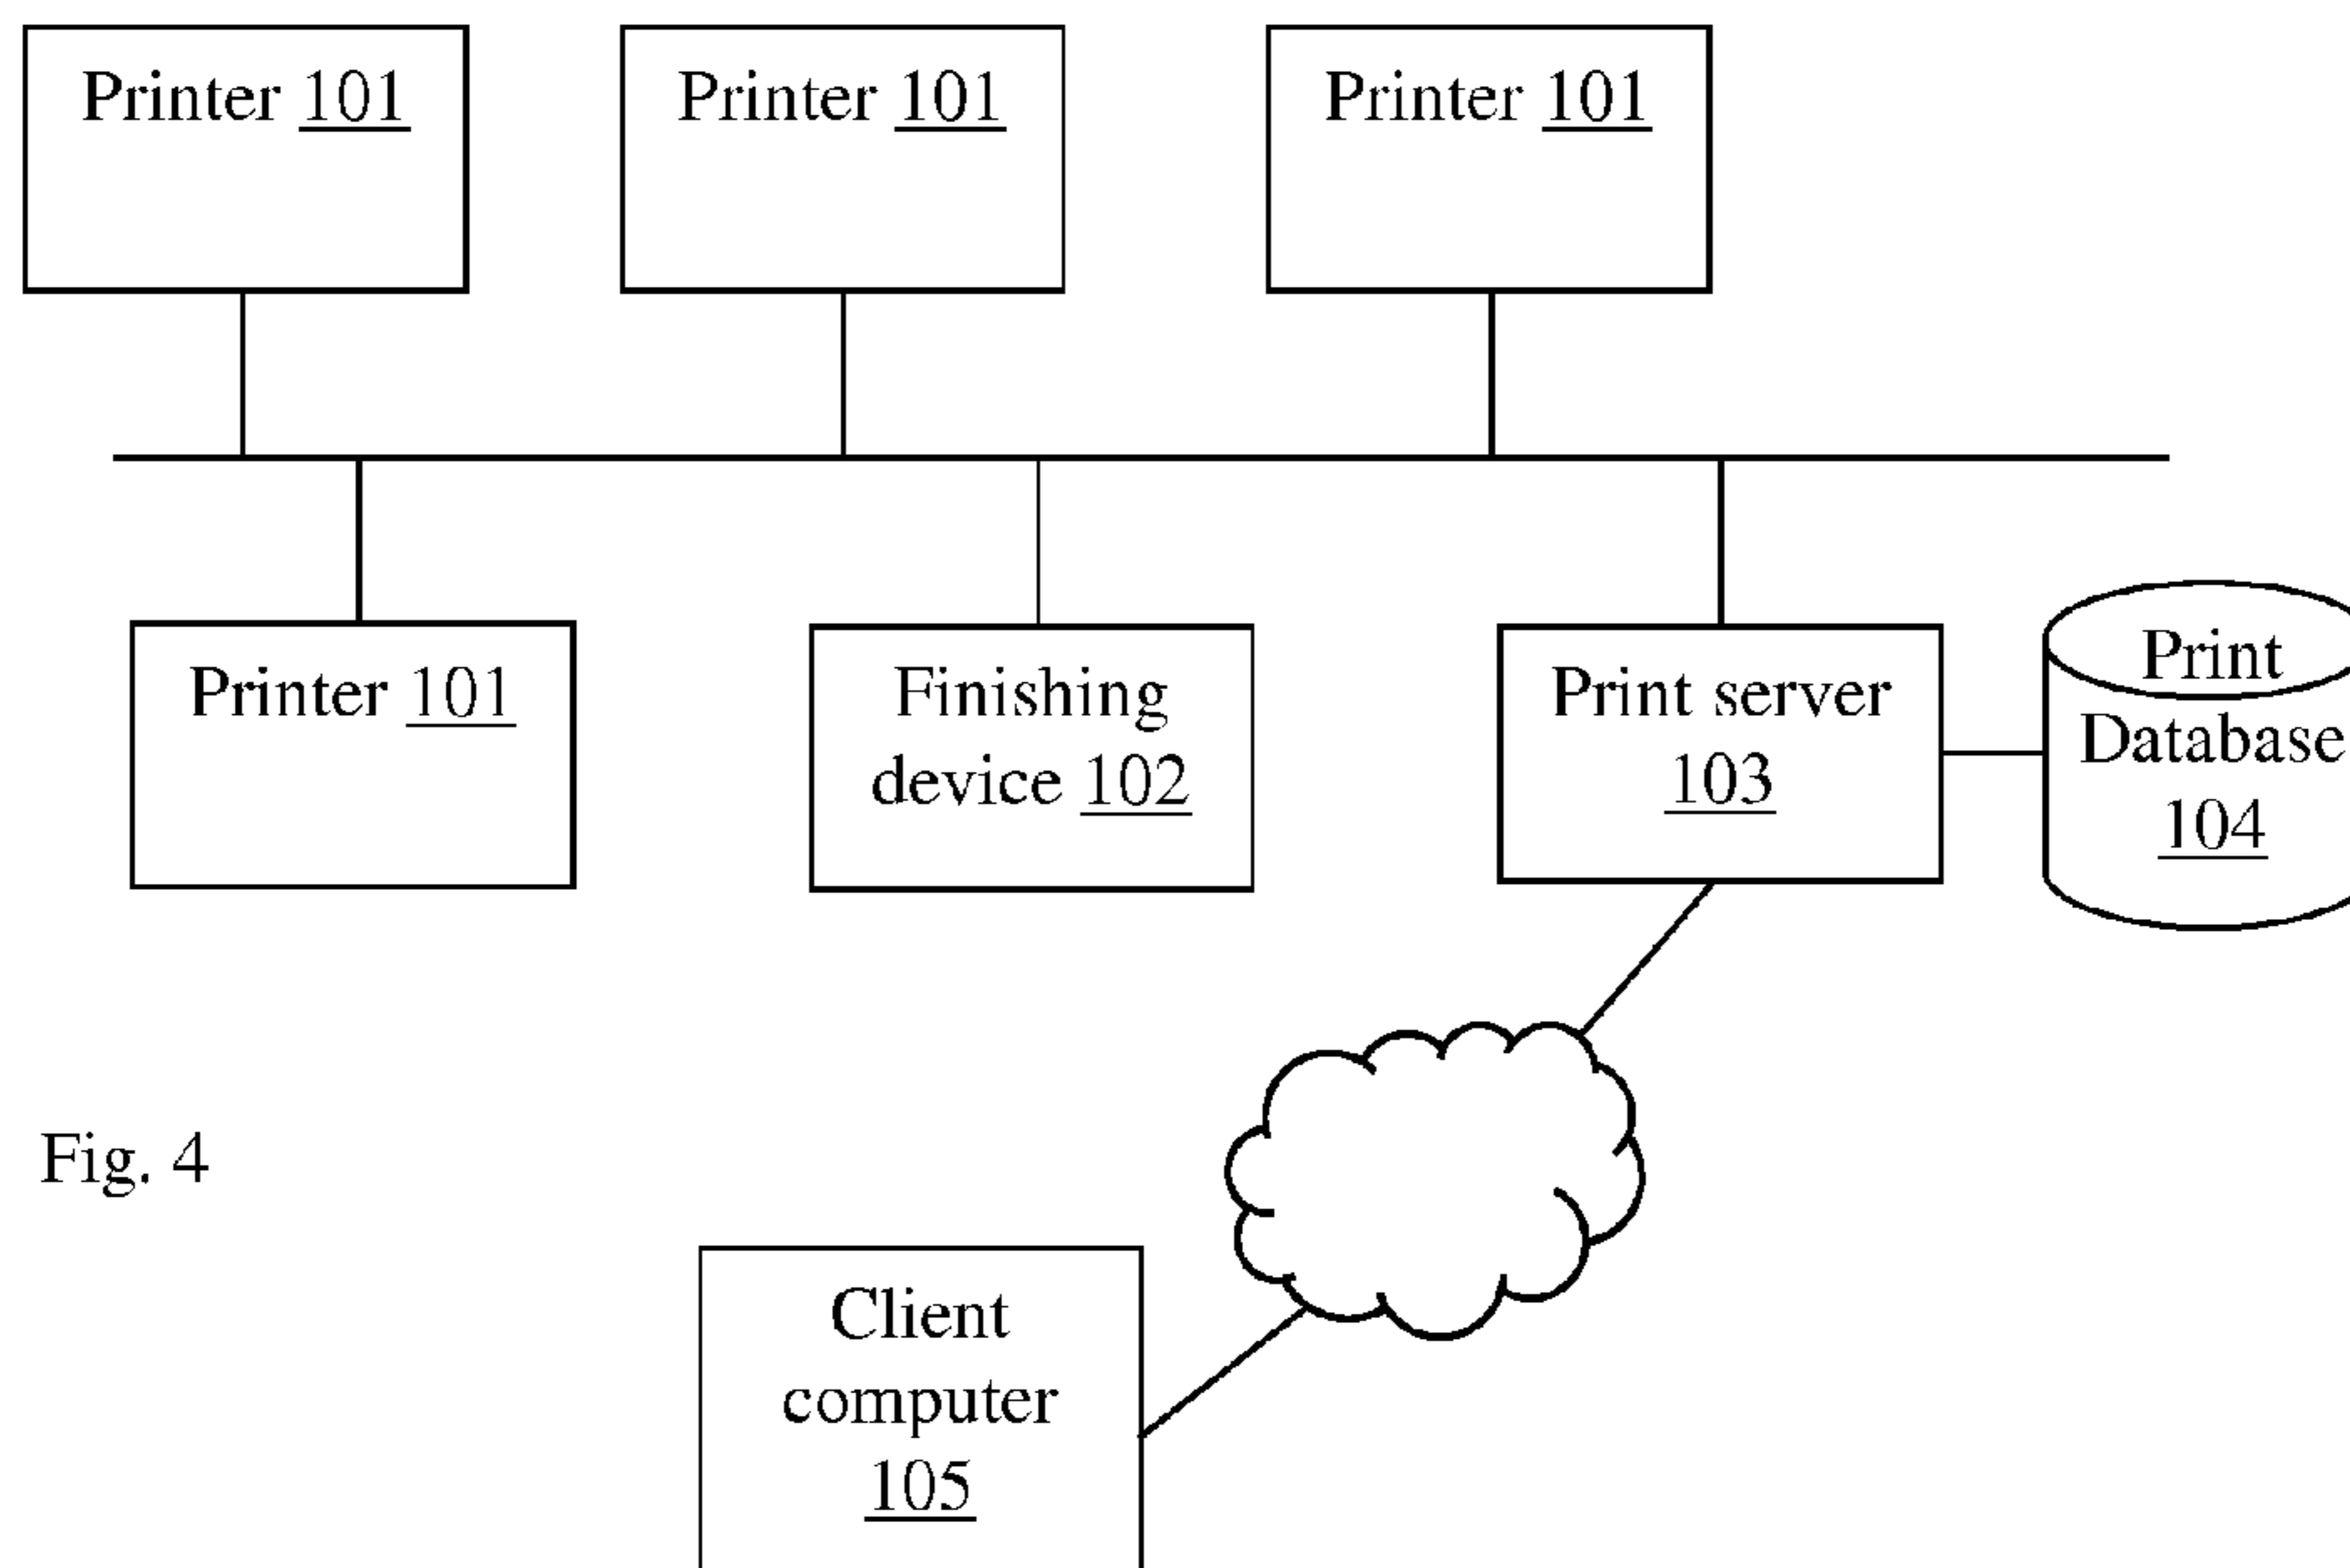 Printer 101
Printer 101
Printer 101
Printer 101
Finishing
device 102
Print server
103
Print
Database
104
Fig. 4
Client
computer
105